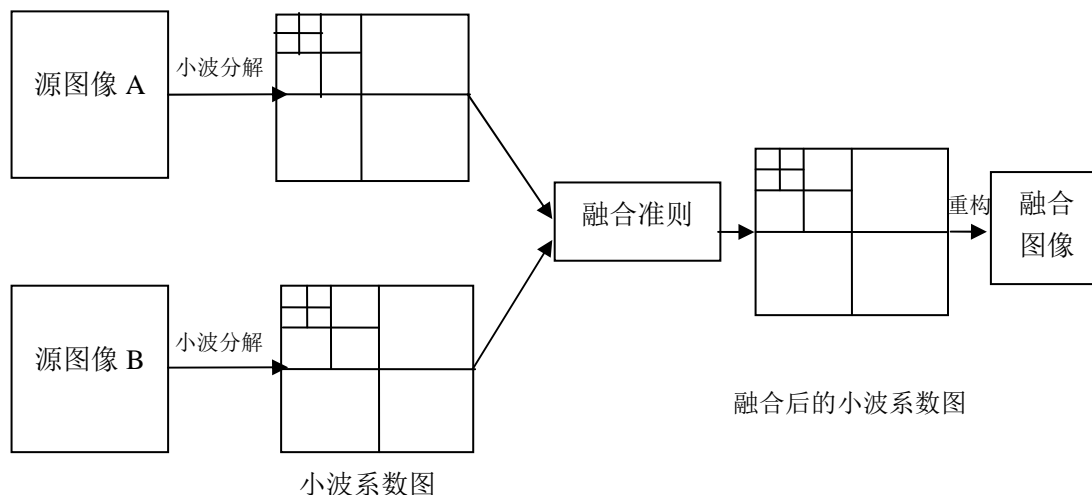 源图像 A
小波分解
融合准则
重构
融合
图像
源图像 B
小波分解
融合后的小波系数图
小波系数图